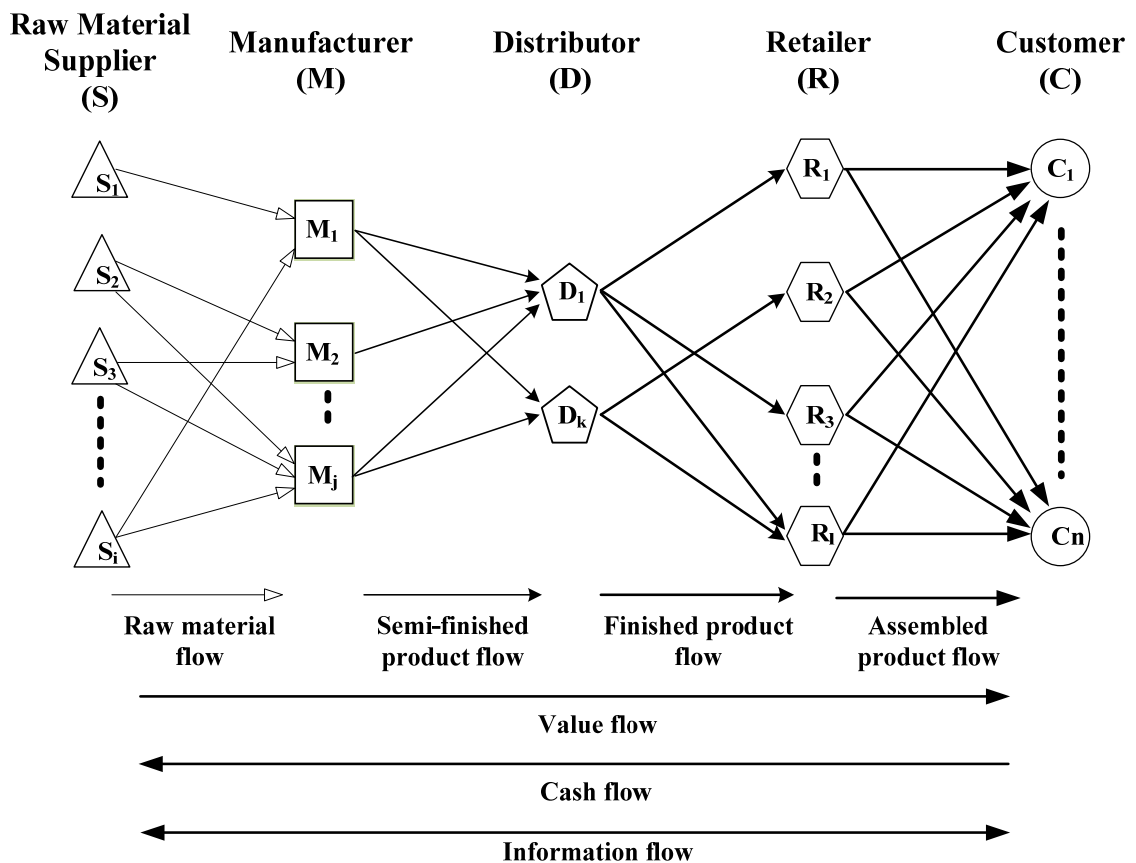 Raw Material
Supplier
(S)
Manufacturer
(M)
Distributor
(D)
Retailer
(R)
Customer
(C)
S₁
S₂
S₃
Sᵢ
M₁
M₂
Mⱼ
D₁
Dₖ
R₁
R₂
R₃
Rₗ
C₁
Cn
Raw material
flow
Semi-finished
product flow
Finished product
flow
Assembled
product flow
Value flow
Cash flow
Information flow